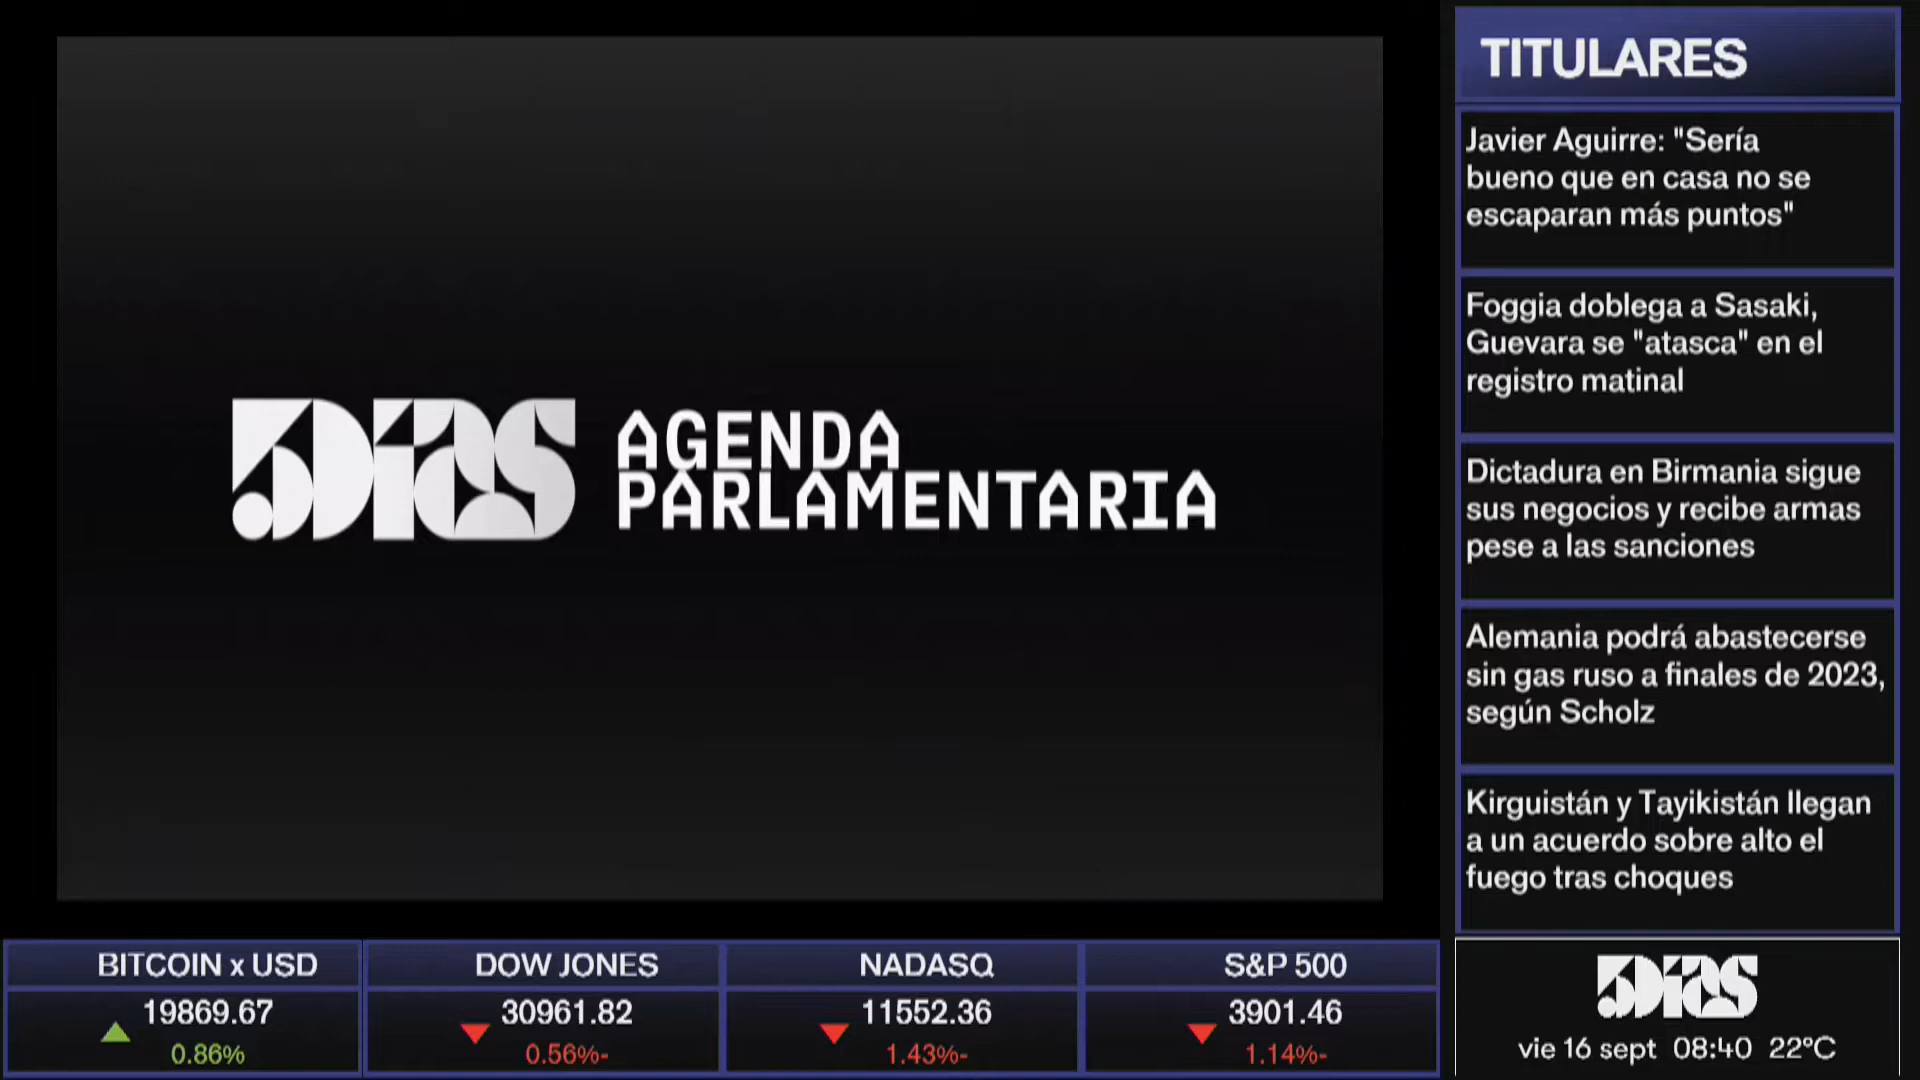 5Días
AGENDA
PARLAMENTARIA
TITULARES
Javier Aguirre: "Sería
bueno que en casa no se
escaparan más puntos"
Foggia doblega a Sasaki,
Guevara se "atasca" en el
registro matinal
Dictadura en Birmania sigue
sus negocios y recibe armas
pese a las sanciones
Alemania podrá abastecerse
sin gas ruso a finales de 2023,
según Scholz
Kirguistán y Tayikistán llegan
a un acuerdo sobre alto el
fuego tras choques
BITCOIN x USD
19869.67
0.86%
DOW JONES
30961.82
0.56%-
NADASQ
11552.36
1.43%-
S&P 500
3901.46
1.14%-
5Días
vie 16 sept 08:40 22°C